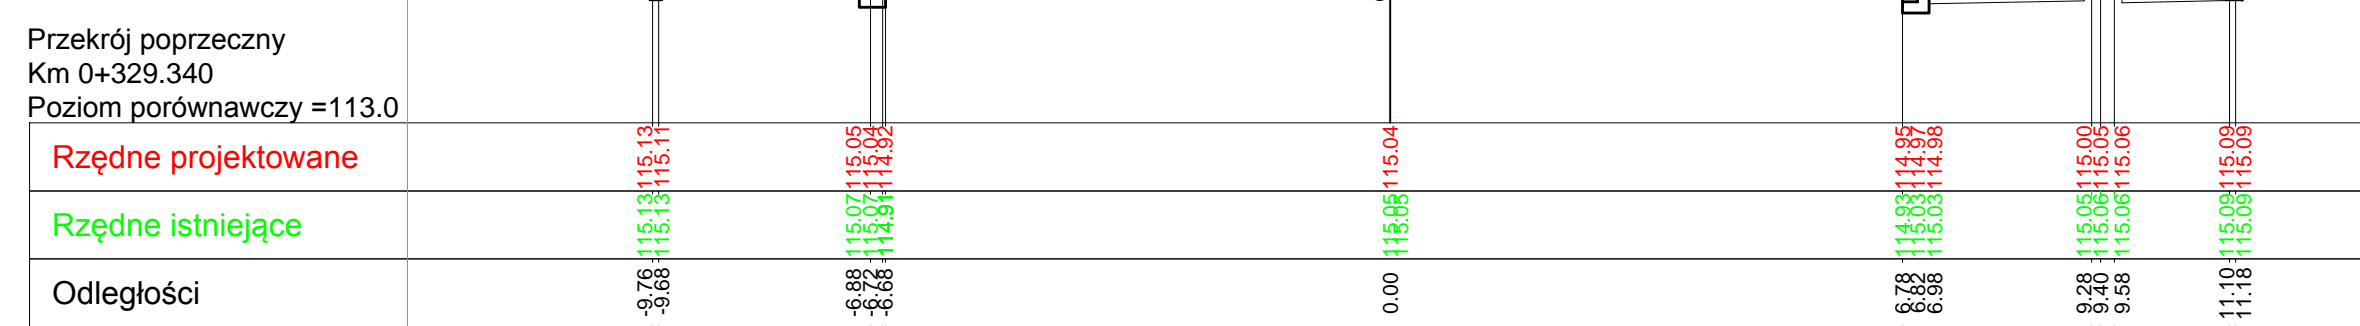 Przekrój poprzeczny
Km 0+329.340
Poziom porównawczy =113.0
Rzędne projektowane 115.13 115.11 115.05 115.04 114.92 115.04 114.95 114.97 114.98 115.00 115.05 115.06 115.09 115.09
Rzędne istniejące 115.13 115.13 115.07 115.07 114.91 115.05 115.05 114.93 115.03 115.03 115.05 115.06 115.06 115.09 115.09
Odległości -9.76 -9.68 -6.88 -6.72 -6.68 0.00 6.78 6.82 6.98 9.28 9.40 9.58 11.10 11.18